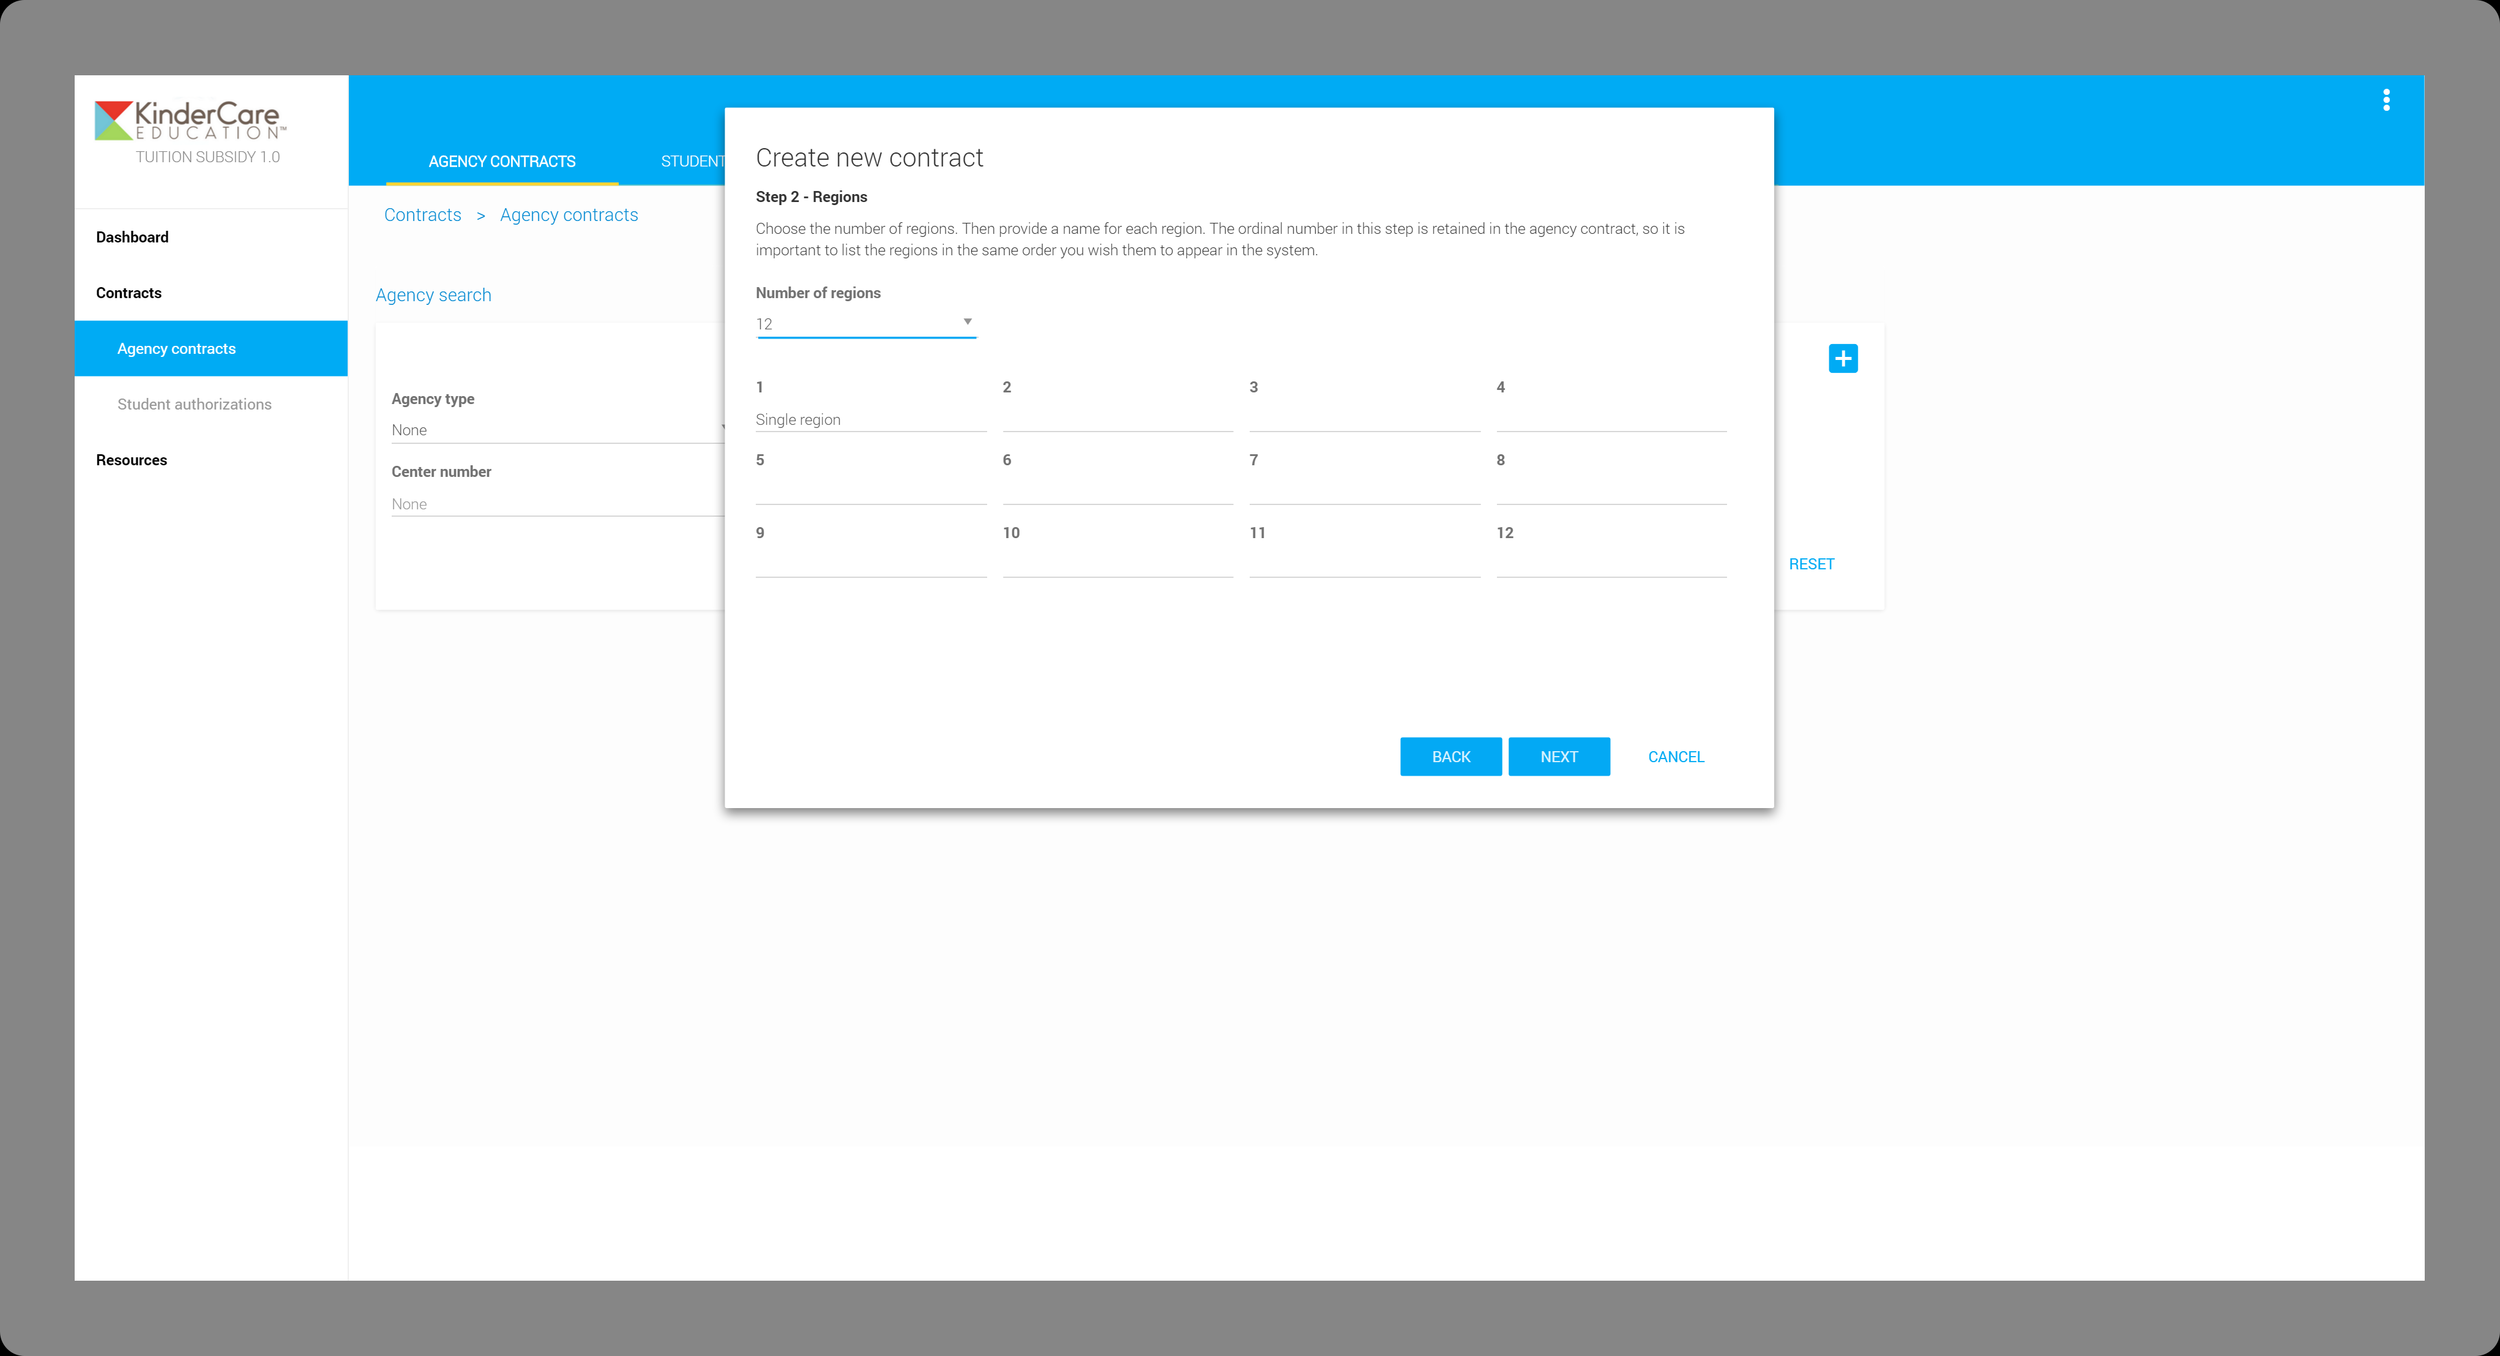 KinderCare
EDUCATION™
TUITION SUBSIDY 1.0
Dashboard
Contracts
Agency contracts
Student authorizations
Resources
AGENCY CONTRACTS
STUDENT
Contracts > Agency contracts
Agency search
Agency type
None
Center number
None
RESET
Create new contract
Step 2 - Regions
Choose the number of regions. Then provide a name for each region. The ordinal number in this step is retained in the agency contract, so it is
important to list the regions in the same order you wish them to appear in the system.
Number of regions
12
1 2 3 4
Single region
5 6 7 8
9 10 11 12
BACK NEXT CANCEL